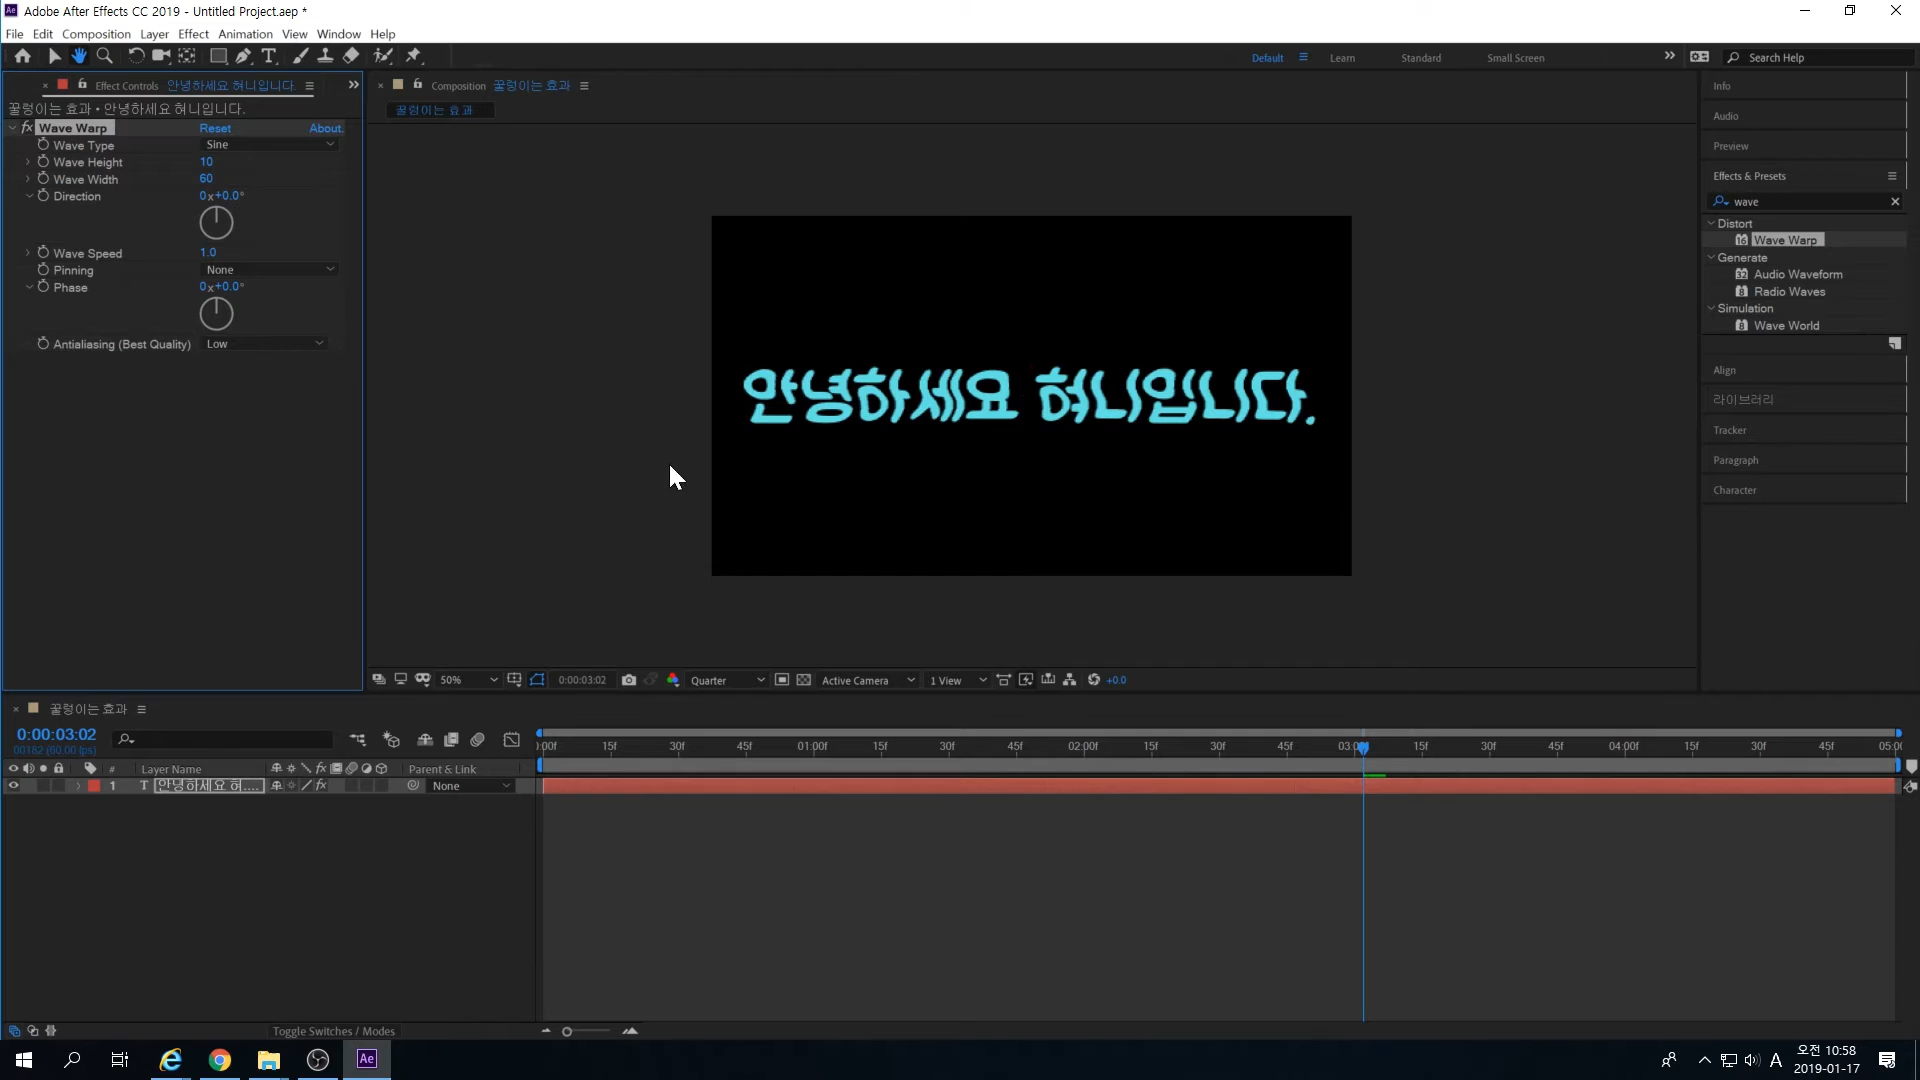 Adobe After Effects CC 2019 - Untitled Project.aep *
File Edit Composition Layer Effect Animation View Window Help
Default Learn Standard Small Screen Search Help
Effect Controls 안녕하세요 혀니입니다.
꿀렁이는 효과 • 안녕하세요 혀니입니다.
fx Wave Warp Reset About.
Wave Type Sine
Wave Height 10
Wave Width 60
Direction 0x+0.0°
Wave Speed 1.0
Pinning None
Phase 0x+0.0°
Antialiasing (Best Quality) Low
Composition 꿀렁이는 효과
꿀렁이는 효과
안녕하세요 혀니입니다.
50% 0:00:03:02 Quarter Active Camera 1 View +0.0
Info
Audio
Preview
Effects & Presets
wave
Distort
16 Wave Warp
Generate
32 Audio Waveform
8 Radio Waves
Simulation
8 Wave World
Align
라이브러리
Tracker
Paragraph
Character
꿀렁이는 효과
0:00:03:02
00182 (60.00 fps)
:00f 15f 30f 45f 01:00f 15f 30f 45f 02:00f 15f 30f 45f 03:00f 15f 30f 45f 04:00f 15f 30f 45f 05:00
# Layer Name fx Parent & Link
1 T 안녕하세요 혀.... fx None
Toggle Switches / Modes
Ae A 오전 10:58
2019-01-17